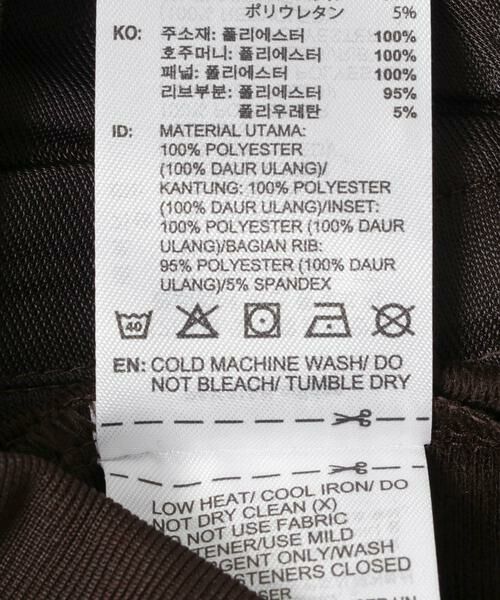 ポリウレタン 5%
KO: 주소재: 폴리에스터 100%
호주머니: 폴리에스터 100%
패널: 폴리에스터 100%
리브부분: 폴리에스터 95%
폴리우레탄 5%
ID: MATERIAL UTAMA:
100% POLYESTER
(100% DAUR ULANG)/
KANTUNG: 100% POLYESTER
(100% DAUR ULANG)/INSET:
100% POLYESTER (100% DAUR
ULANG)/BAGIAN RIB:
95% POLYESTER (100% DAUR
ULANG)/5% SPANDEX
40
EN: COLD MACHINE WASH/ DO
NOT BLEACH/ TUMBLE DRY
LOW HEAT/ COOL IRON/ DO
NOT DRY CLEAN (X)
DO NOT USE FABRIC
SOFTENER/USE MILD
ONLY/WASH
CLOSED